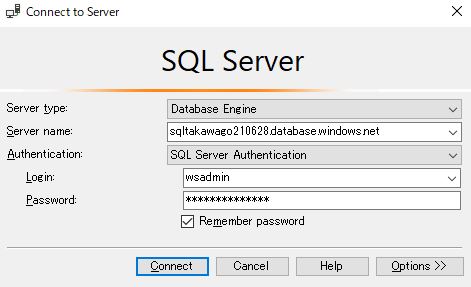 Connect to Server
SQL Server
Server type: Database Engine
Server name: sqltakawago210628.database.windows.net
Authentication: SQL Server Authentication
Login: wsadmin
Password: **************
Remember password
Connect Cancel Help Options >>